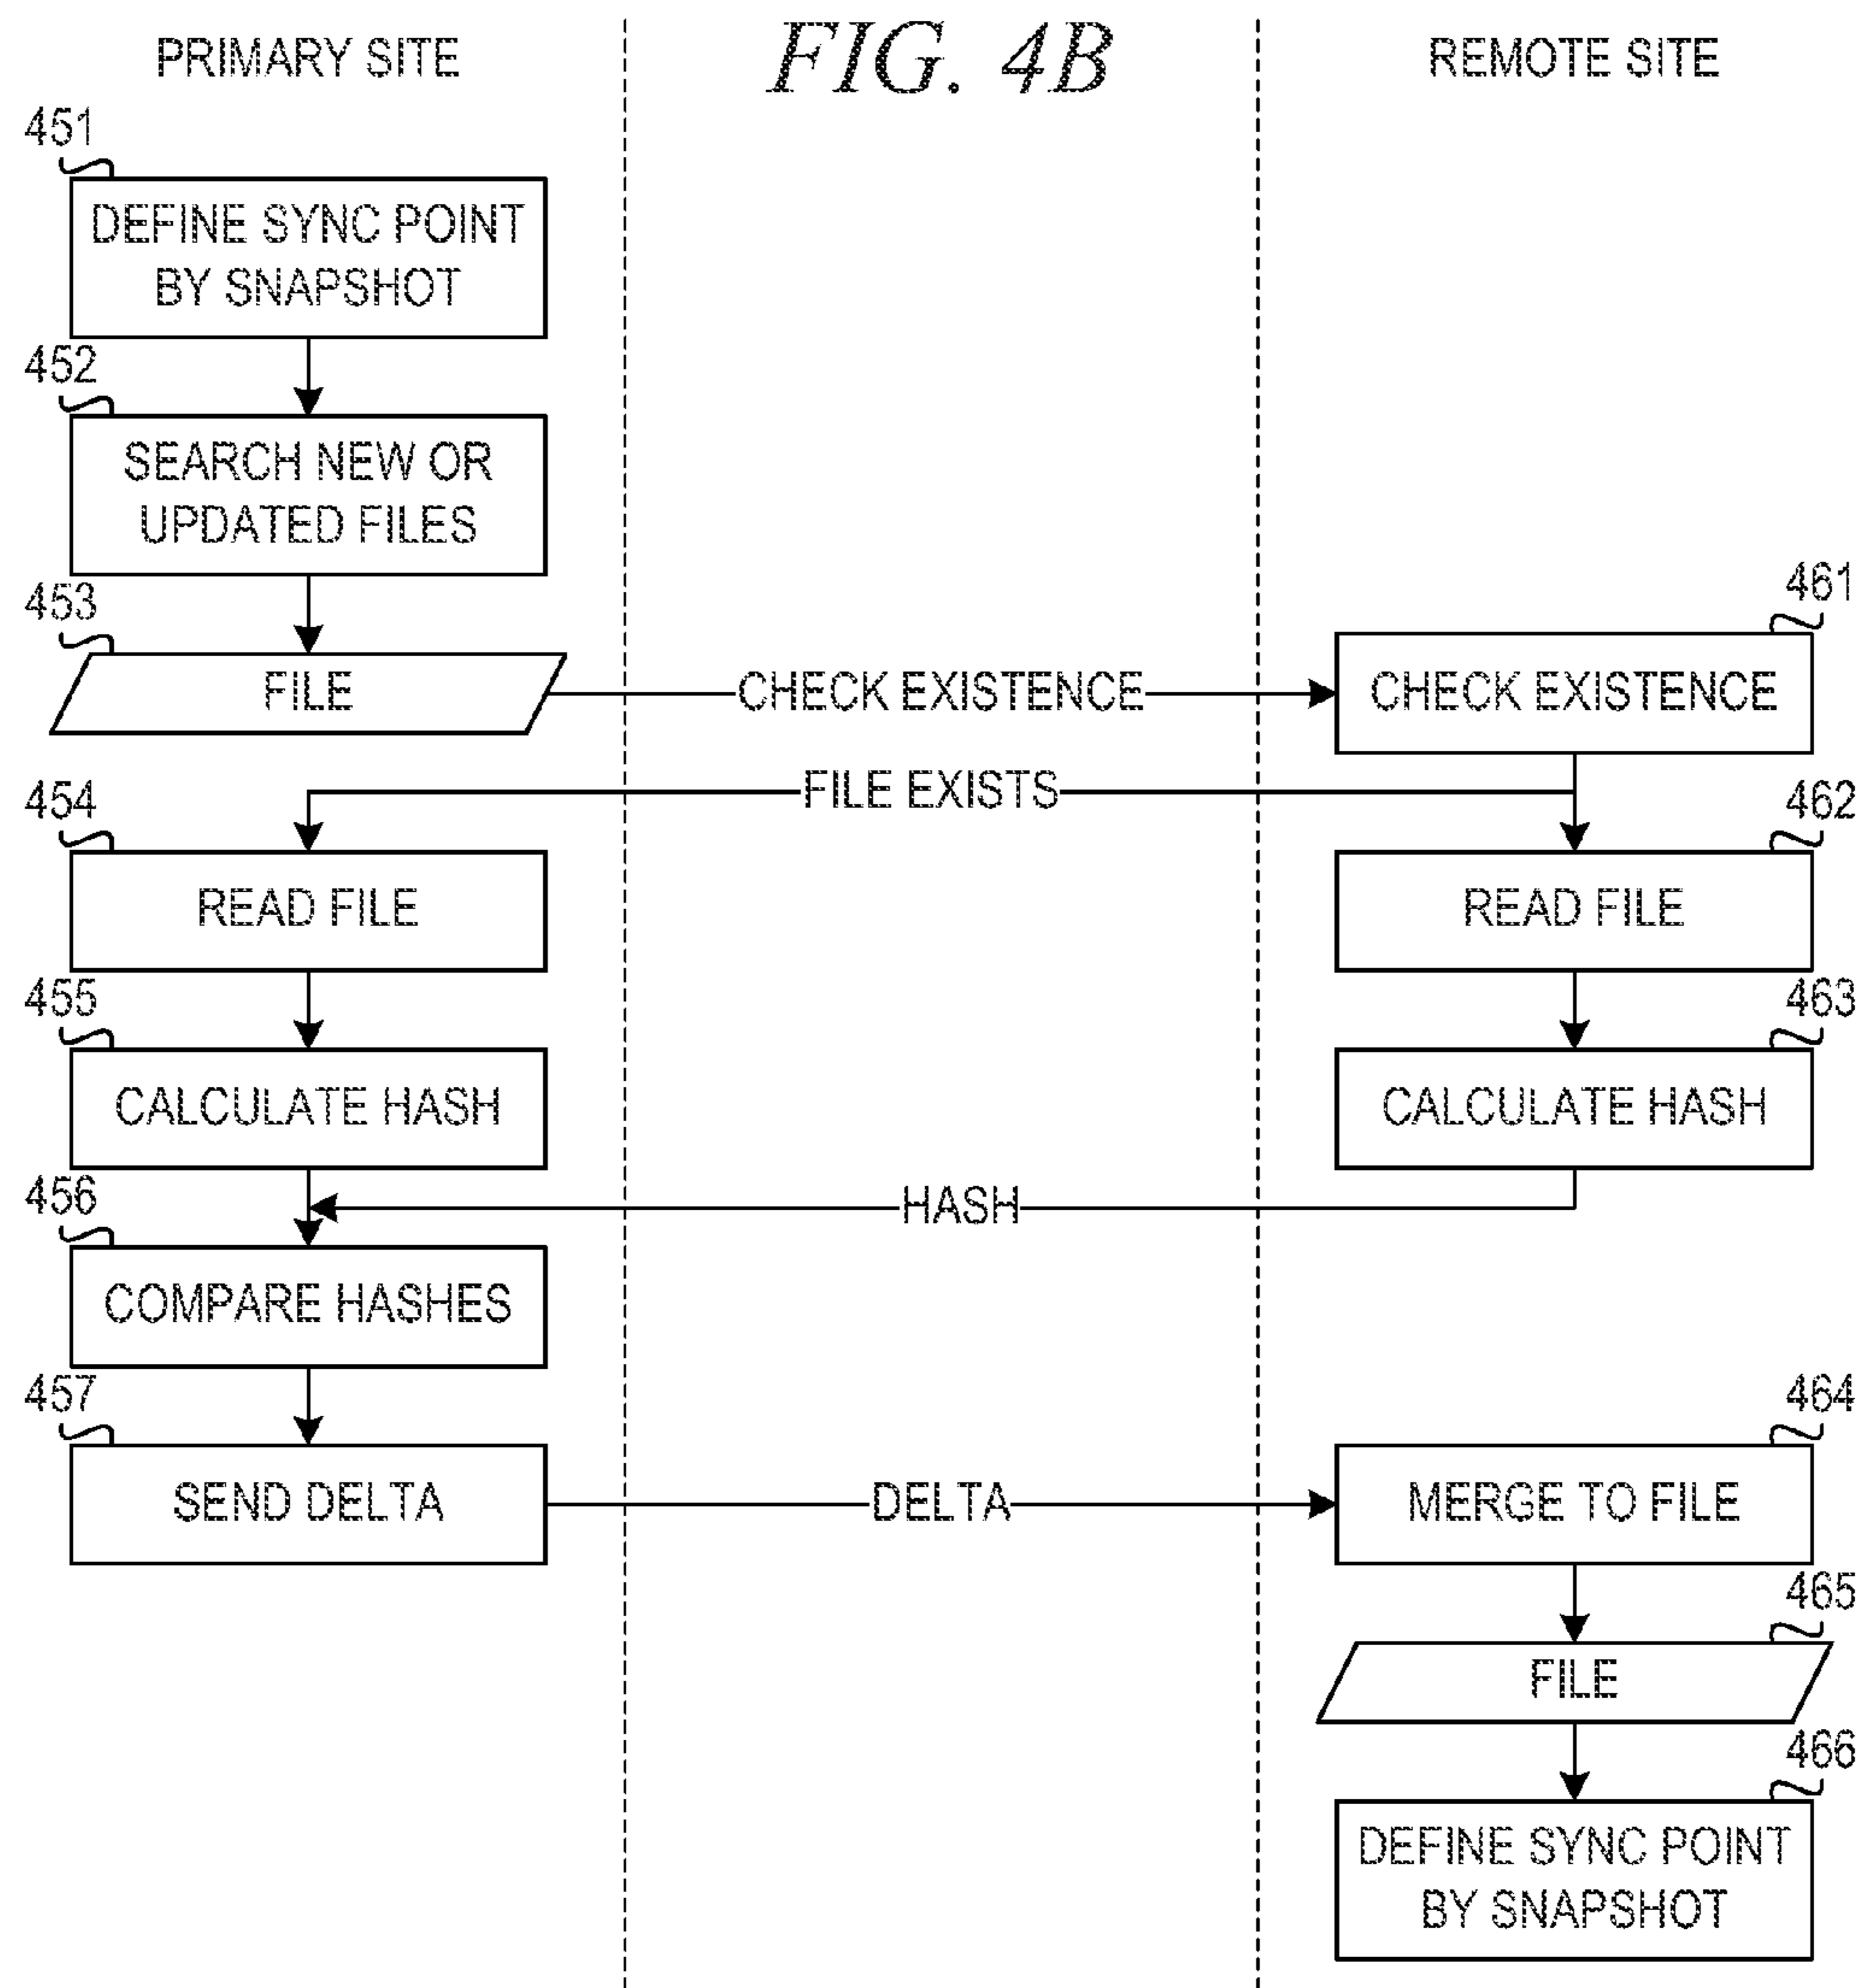 PRIMARY SITE
FIG. 4B
REMOTE SITE
451
DEFINE SYNC POINT
BY SNAPSHOT
452
SEARCH NEW OR
UPDATED FILES
453
FILE
CHECK EXISTENCE
461
CHECK EXISTENCE
FILE EXISTS
454
READ FILE
462
READ FILE
455
CALCULATE HASH
463
CALCULATE HASH
HASH
456
COMPARE HASHES
457
SEND DELTA
DELTA
464
MERGE TO FILE
465
FILE
466
DEFINE SYNC POINT
BY SNAPSHOT